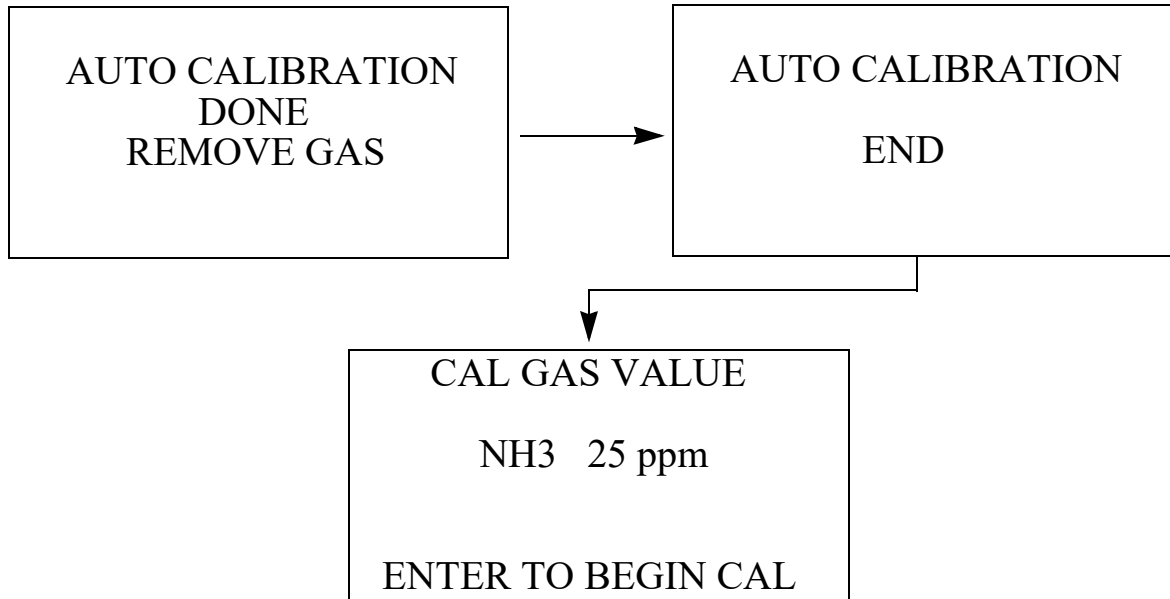 AUTO CALIBRATION
DONE
REMOVE GAS
AUTO CALIBRATION
END
CAL GAS VALUE
NH3 25 ppm
ENTER TO BEGIN CAL